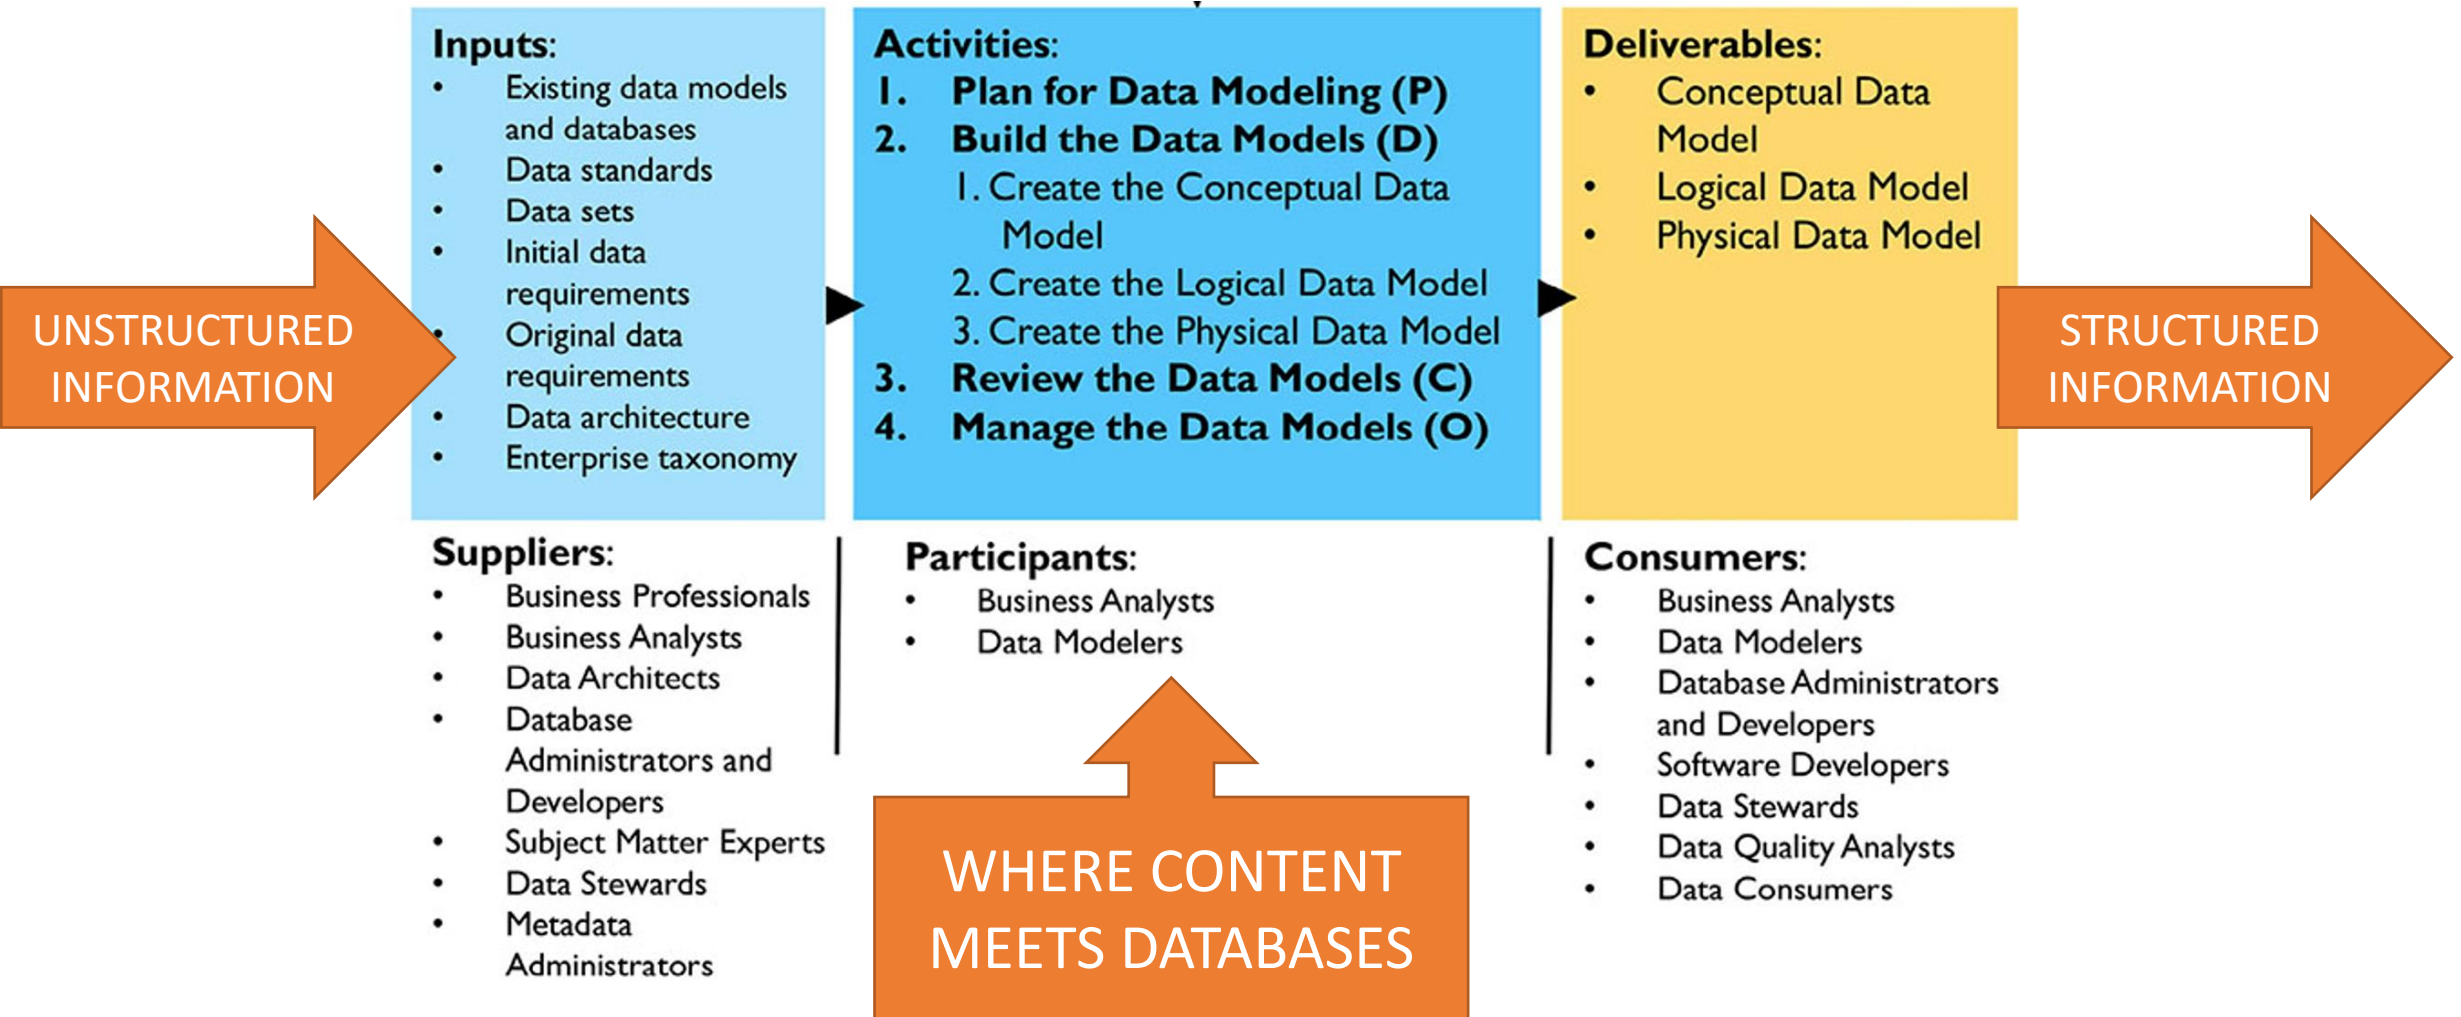 UNSTRUCTURED
INFORMATION
Inputs:
• Existing data models
and databases
• Data standards
• Data sets
• Initial data
requirements
• Original data
requirements
• Data architecture
• Enterprise taxonomy
Activities:
1. Plan for Data Modeling (P)
2. Build the Data Models (D)
1. Create the Conceptual Data
Model
2. Create the Logical Data Model
3. Create the Physical Data Model
3. Review the Data Models (C)
4. Manage the Data Models (O)
Deliverables:
• Conceptual Data
Model
• Logical Data Model
• Physical Data Model
STRUCTURED
INFORMATION
Suppliers:
• Business Professionals
• Business Analysts
• Data Architects
• Database
Administrators and
Developers
• Subject Matter Experts
• Data Stewards
• Metadata
Administrators
Participants:
• Business Analysts
• Data Modelers
WHERE CONTENT
MEETS DATABASES
Consumers:
• Business Analysts
• Data Modelers
• Database Administrators
and Developers
• Software Developers
• Data Stewards
• Data Quality Analysts
• Data Consumers